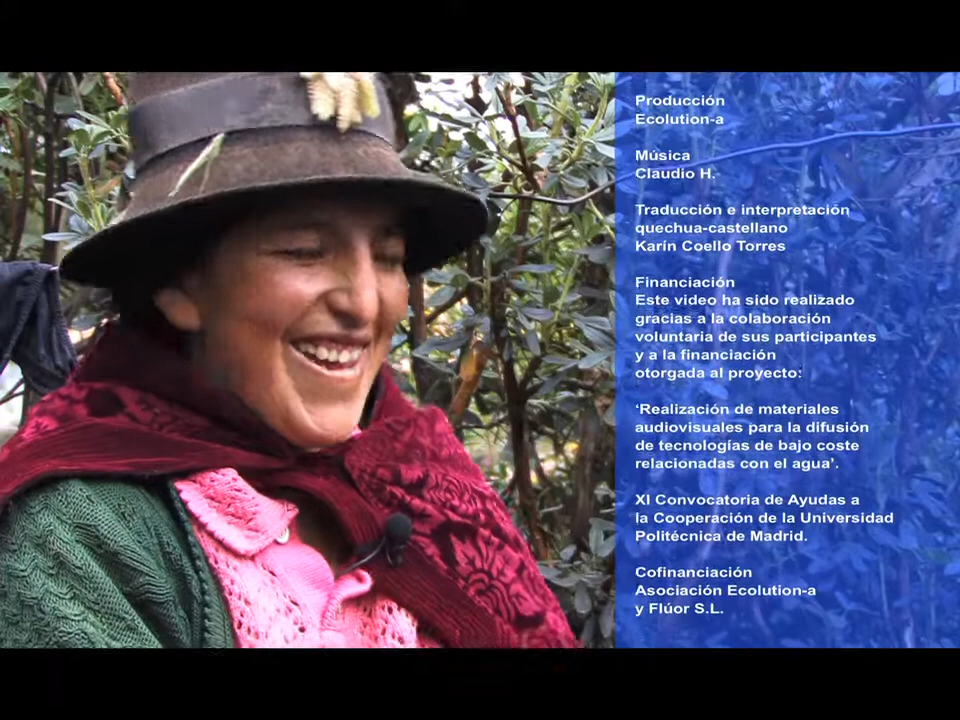 Producción
Ecolution-a
Música
Claudio H.
Traducción e interpretación
quechua-castellano
Karín Coello Torres
Financiación
Este video ha sido realizado
gracias a la colaboración
voluntaria de sus participantes
y a la financiación
otorgada al proyecto:
‘Realización de materiales
audiovisuales para la difusión
de tecnologías de bajo coste
relacionadas con el agua’.
XI Convocatoria de Ayudas a
la Cooperación de la Universidad
Politécnica de Madrid.
Cofinanciación
Asociación Ecolution-a
y Flúor S.L.